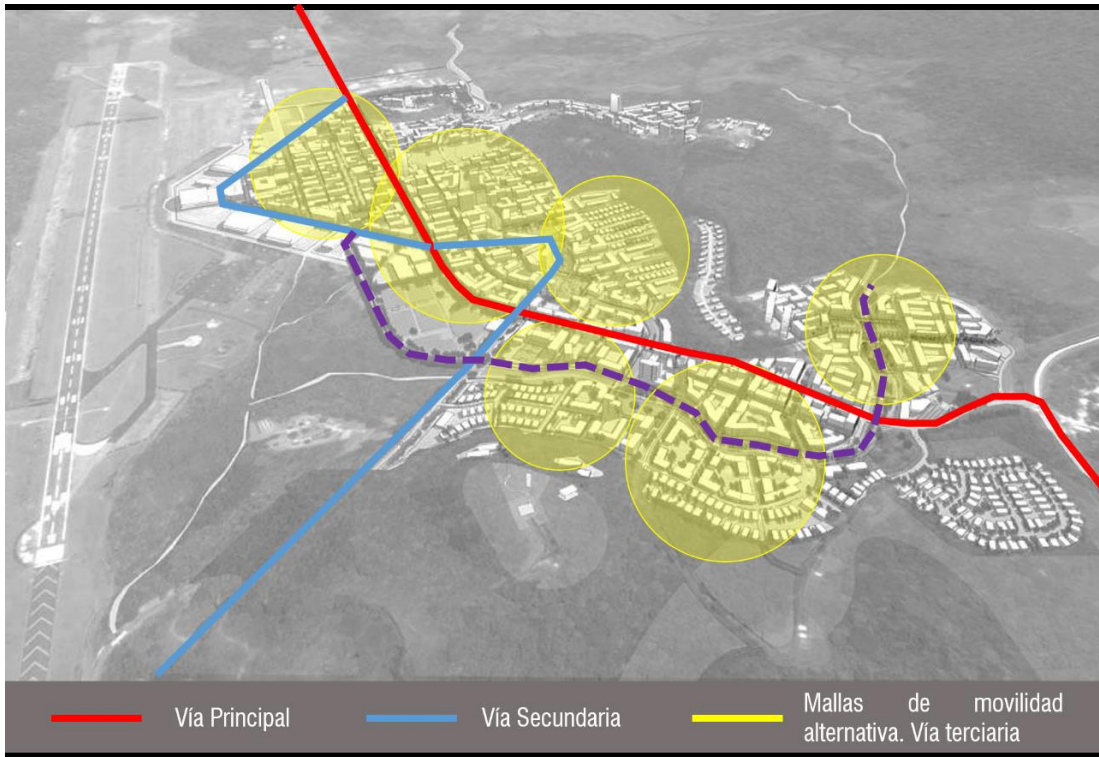 Vía Principal
Vía Secundaria
Mallas de movilidad
alternativa. Vía terciaria